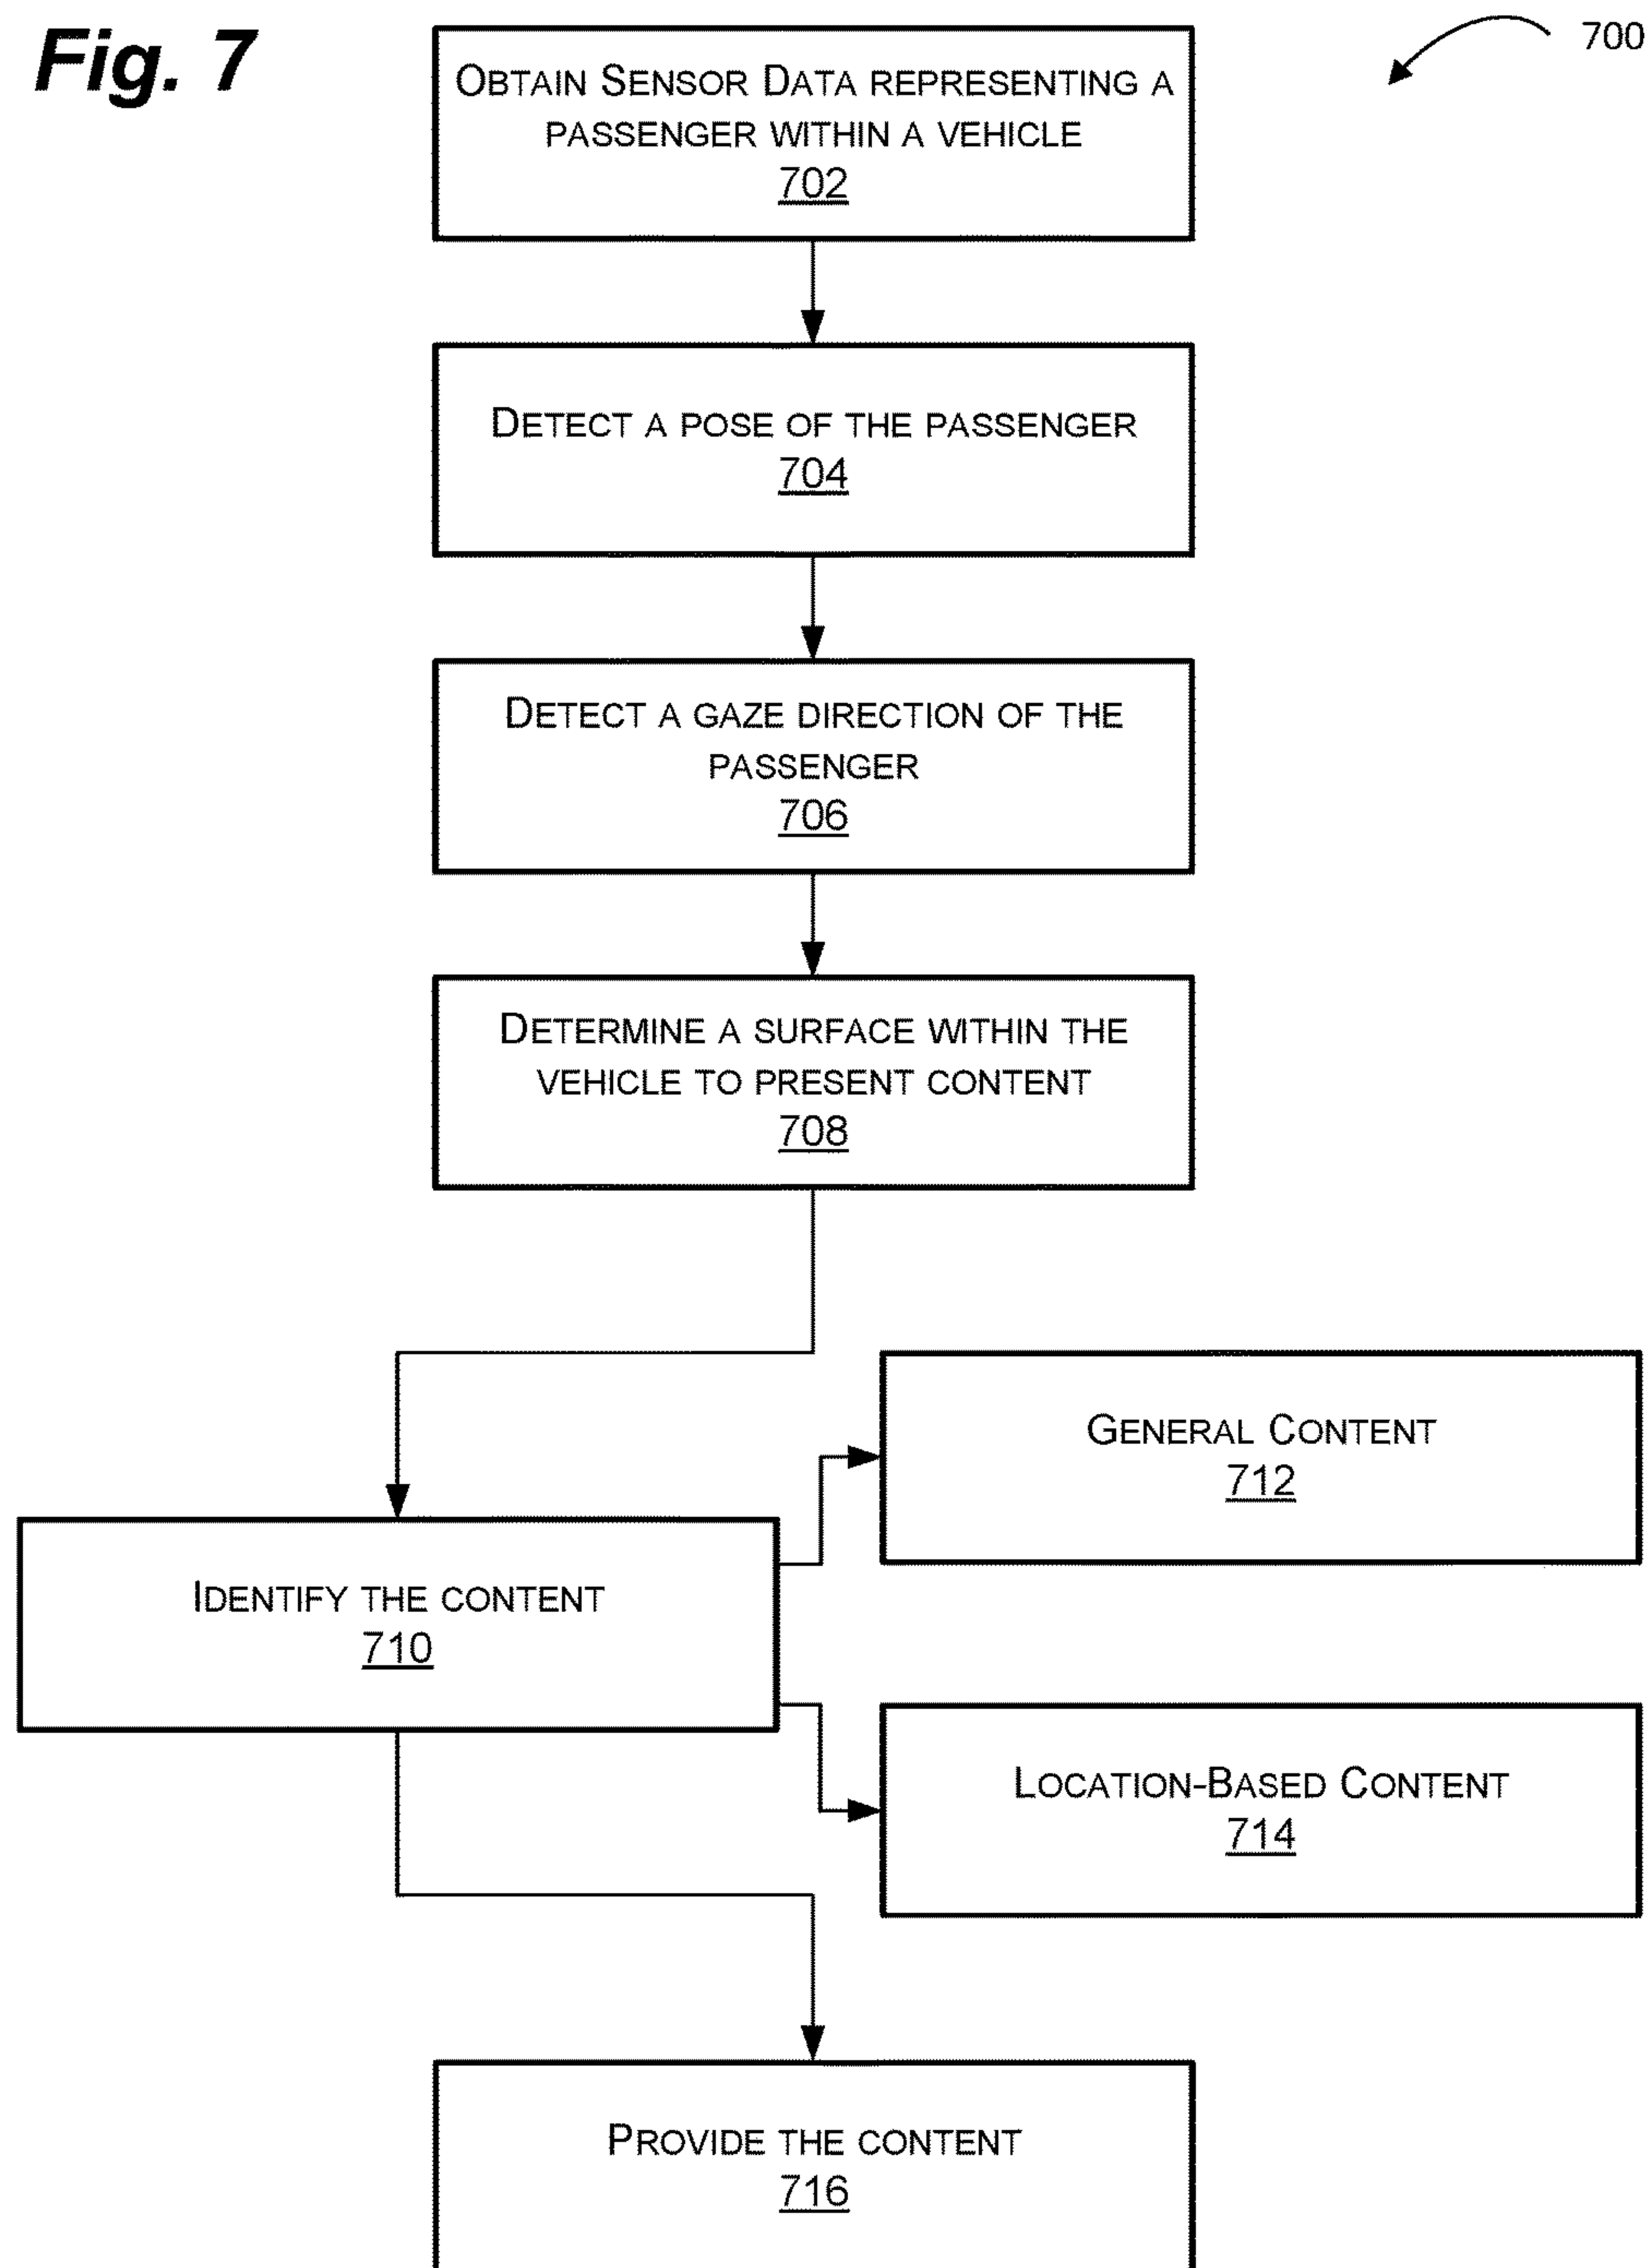 Fig. 7
700
OBTAIN SENSOR DATA REPRESENTING A
PASSENGER WITHIN A VEHICLE
702
DETECT A POSE OF THE PASSENGER
704
DETECT A GAZE DIRECTION OF THE
PASSENGER
706
DETERMINE A SURFACE WITHIN THE
VEHICLE TO PRESENT CONTENT
708
GENERAL CONTENT
712
IDENTIFY THE CONTENT
710
LOCATION-BASED CONTENT
714
PROVIDE THE CONTENT
716